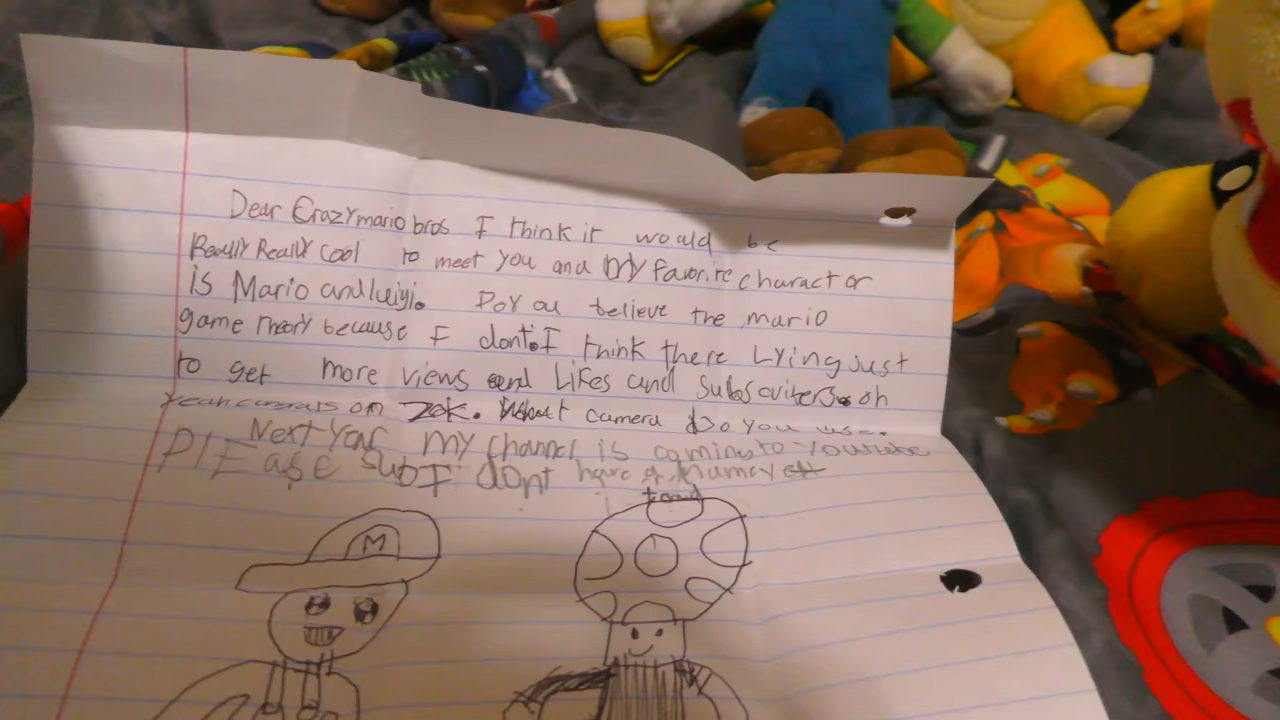 Dear Crazymario bros I think it would be
Really Really cool to meet you and my favorite charactor
is Mario and luigi. Do you believe the mario
game theory because I dont. I think there Lying Just
to get more views and Likes and subscribers. oh
yeah congrats on 20k. What camera do you use.
Next year my channel is coming to youtube
PlEase sub I dont have a name yet
toad
M